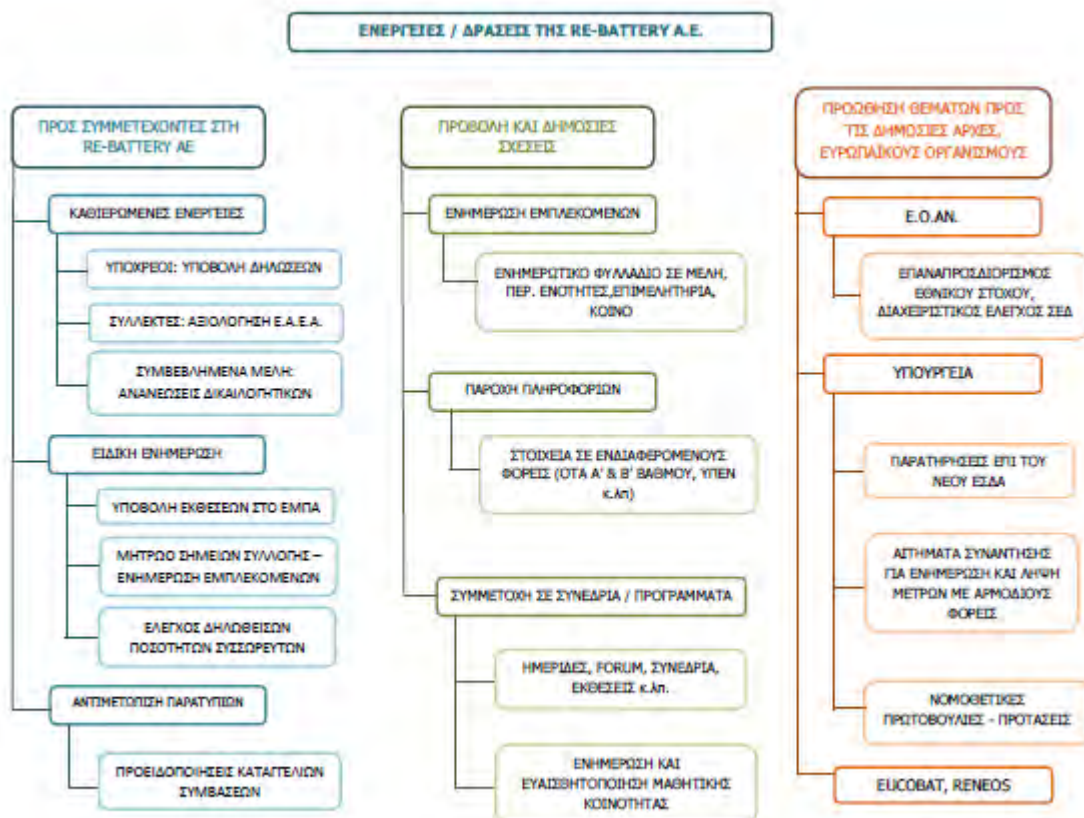 ΕΝΕΡΓΕΙΕΣ / ΔΡΑΣΕΙΣ ΤΗΣ RE-BATTERY A.E.
ΠΡΟΣ ΣΥΜΜΕΤΕΧΟΝΤΕΣ ΣΤΗ
RE-BATTERY AE
ΚΑΘΙΕΡΩΜΕΝΕΣ ΕΝΕΡΓΕΙΕΣ
ΥΠΟΧΡΕΟΙ: ΥΠΟΒΟΛΗ ΔΗΛΩΣΕΩΝ
ΣΥΛΛΕΚΤΕΣ: ΑΞΙΟΛΟΓΗΣΗ Ε.Α.Ε.Α.
ΣΥΜΒΕΒΛΗΜΕΝΑ ΜΕΛΗ:
ΑΝΑΝΕΩΣΕΙΣ ΔΙΚΑΙΛΟΓΗΤΙΚΩΝ
ΕΙΔΙΚΗ ΕΝΗΜΕΡΩΣΗ
ΥΠΟΒΟΛΗ ΕΚΘΕΣΕΩΝ ΣΤΟ ΕΜΠΑ
ΜΗΤΡΩΟ ΣΗΜΕΙΩΝ ΣΥΛΛΟΓΗΣ –
ΕΝΗΜΕΡΩΣΗ ΕΜΠΛΕΚΟΜΕΝΩΝ
ΕΛΕΓΧΟΣ ΔΗΛΩΘΕΙΣΩΝ
ΠΟΣΟΤΗΤΩΝ ΣΥΣΣΩΡΕΥΤΩΝ
ΑΝΤΙΜΕΤΩΠΙΣΗ ΠΑΡΑΤΥΠΙΩΝ
ΠΡΟΕΙΔΟΠΟΙΗΣΕΙΣ ΚΑΤΑΓΓΕΛΙΩΝ
ΣΥΜΒΑΣΕΩΝ
ΠΡΟΒΟΛΗ ΚΑΙ ΔΗΜΟΣΙΕΣ
ΣΧΕΣΕΙΣ
ΕΝΗΜΕΡΩΣΗ ΕΜΠΛΕΚΟΜΕΝΩΝ
ΕΝΗΜΕΡΩΤΙΚΟ ΦΥΛΛΑΔΙΟ ΣΕ ΜΕΛΗ,
ΠΕΡ. ΕΝΟΤΗΤΕΣ,ΕΠΙΜΕΛΗΤΗΡΙΑ,
ΚΟΙΝΟ
ΠΑΡΟΧΗ ΠΛΗΡΟΦΟΡΙΩΝ
ΣΤΟΙΧΕΙΑ ΣΕ ΕΝΔΙΑΦΕΡΟΜΕΝΟΥΣ
ΦΟΡΕΙΣ (ΟΤΑ Α' & Β' ΒΑΘΜΟΥ, ΥΠΕΝ
κ.λπ)
ΣΥΜΜΕΤΟΧΗ ΣΕ ΣΥΝΕΔΡΙΑ / ΠΡΟΓΡΑΜΜΑΤΑ
ΗΜΕΡΙΔΕΣ, FORUM, ΣΥΝΕΔΡΙΑ,
ΕΚΘΕΣΕΙΣ κ.λπ.
ΕΝΗΜΕΡΩΣΗ ΚΑΙ
ΕΥΑΙΣΘΗΤΟΠΟΙΗΣΗ ΜΑΘΗΤΙΚΗΣ
ΚΟΙΝΟΤΗΤΑΣ
ΠΡΟΩΘΗΣΗ ΘΕΜΑΤΩΝ ΠΡΟΣ
ΤΙΣ ΔΗΜΟΣΙΕΣ ΑΡΧΕΣ,
ΕΥΡΩΠΑΪΚΟΥΣ ΟΡΓΑΝΙΣΜΟΥΣ
Ε.Ο.ΑΝ.
ΕΠΑΝΑΠΡΟΣΔΙΟΡΙΣΜΟΣ
ΕΘΝΙΚΟΥ ΣΤΟΧΟΥ,
ΔΙΑΧΕΙΡΙΣΤΙΚΟΣ ΕΛΕΓΧΟΣ ΣΕΔ
ΥΠΟΥΡΓΕΙΑ
ΠΑΡΑΤΗΡΗΣΕΙΣ ΕΠΙ ΤΟΥ
ΝΕΟΥ ΕΣΔΑ
ΑΙΤΗΜΑΤΑ ΣΥΝΑΝΤΗΣΗΣ
ΓΙΑ ΕΝΗΜΕΡΩΣΗ ΚΑΙ ΛΗΨΗ
ΜΕΤΡΩΝ ΜΕ ΑΡΜΟΔΙΟΥΣ
ΦΟΡΕΙΣ
ΝΟΜΟΘΕΤΙΚΕΣ
ΠΡΩΤΟΒΟΥΛΙΕΣ - ΠΡΟΤΑΣΕΙΣ
EUCOBAT, RENEOS